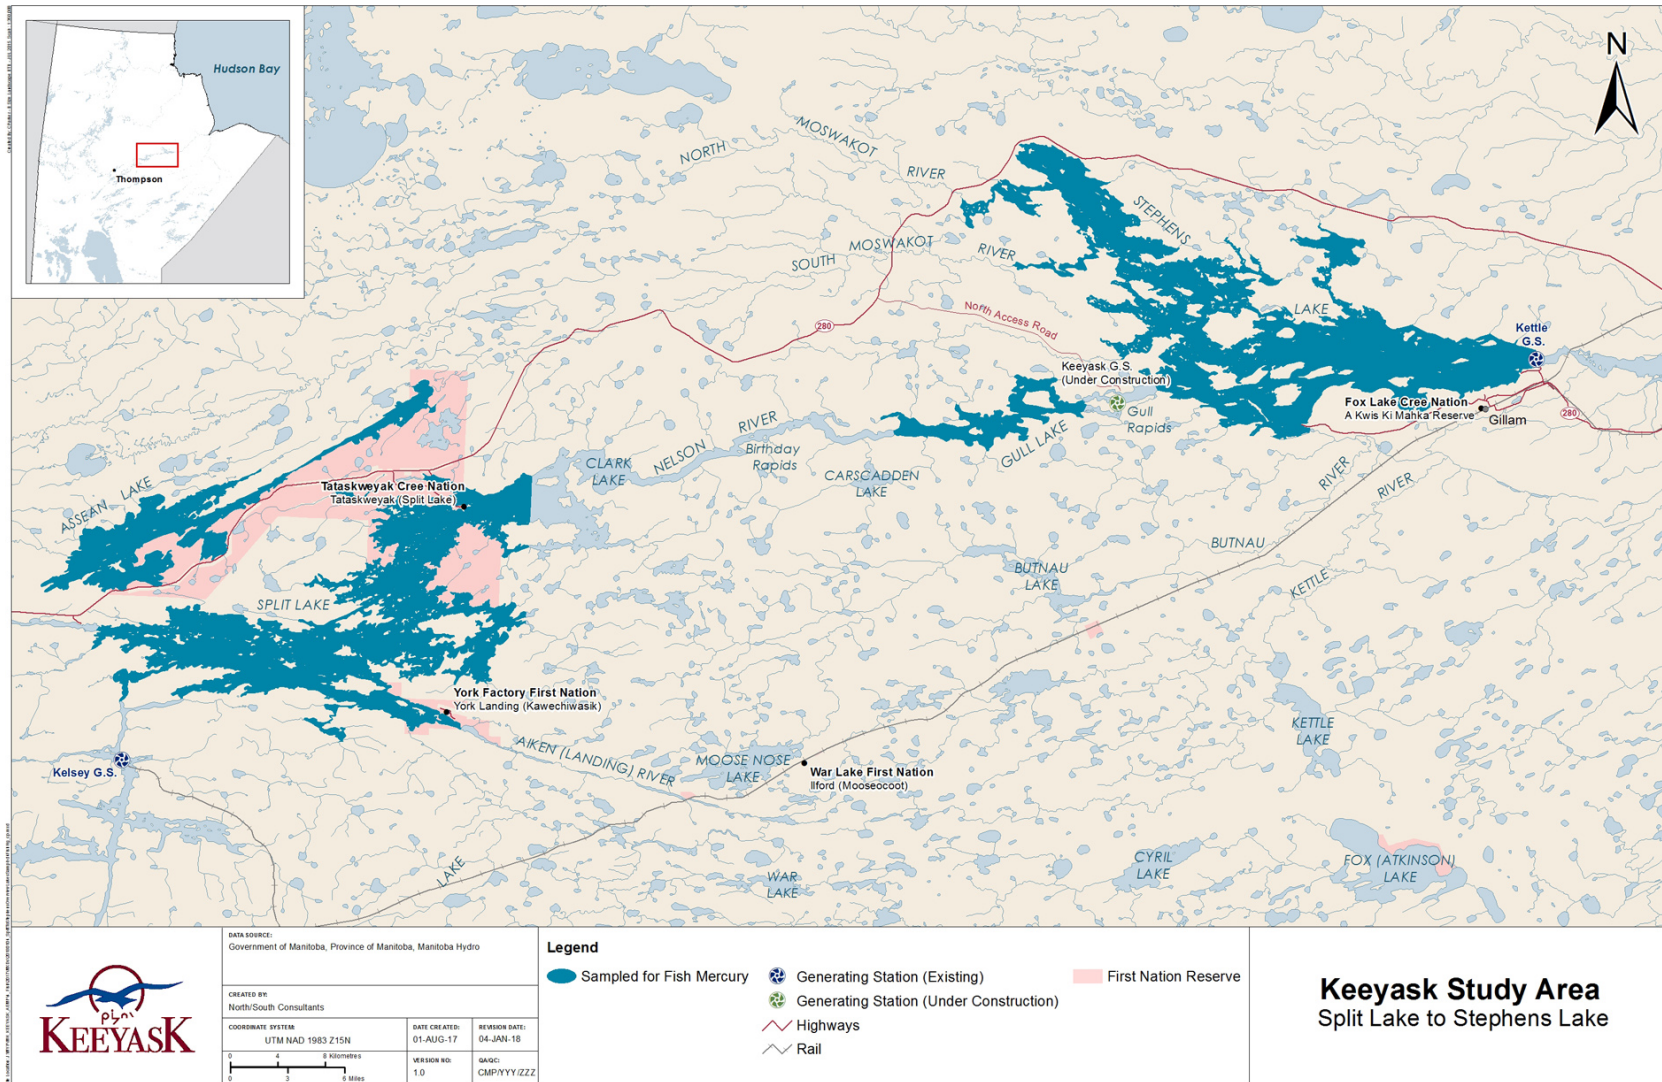 Hudson Bay
Thompson
N
NORTH
MOSWAKOT
RIVER
STEPHENS
LAKE
SOUTH
MOSWAKOT
RIVER
North Access Road
280
Kettle
G.S.
Keeyask G.S.
(Under Construction)
Gull
Rapids
Fox Lake Cree Nation
A Kwis Ki Mahka Reserve
Gillam
280
NELSON
RIVER
Birthday
Rapids
GULL LAKE
CLARK
LAKE
CARSCADDEN
LAKE
ASSEAN LAKE
Tataskweyak Cree Nation
Tataskweyak (Split Lake)
RIVER
RIVER
BUTNAU
KETTLE
BUTNAU
LAKE
SPLIT LAKE
York Factory First Nation
York Landing (Kawechiwasik)
AIKEN (LANDING) RIVER
MOOSE NOSE
LAKE
War Lake First Nation
Ilford (Mooseocoot)
KETTLE
LAKE
Kelsey G.S.
LAKE
WAR
LAKE
CYRIL
LAKE
FOX (ATKINSON)
LAKE
KEEYASK
DATA SOURCE:
Government of Manitoba, Province of Manitoba, Manitoba Hydro
CREATED BY:
North/South Consultants
COORDINATE SYSTEM:
UTM NAD 1983 Z15N
DATE CREATED:
01-AUG-17
REVISION DATE:
04-JAN-18
VERSION NO:
1.0
QA/QC:
CMP/YYY/ZZZ
0 4 8 Kilometres
0 3 6 Miles
Legend
Sampled for Fish Mercury
Generating Station (Existing)
Generating Station (Under Construction)
Highways
Rail
First Nation Reserve
Keeyask Study Area
Split Lake to Stephens Lake